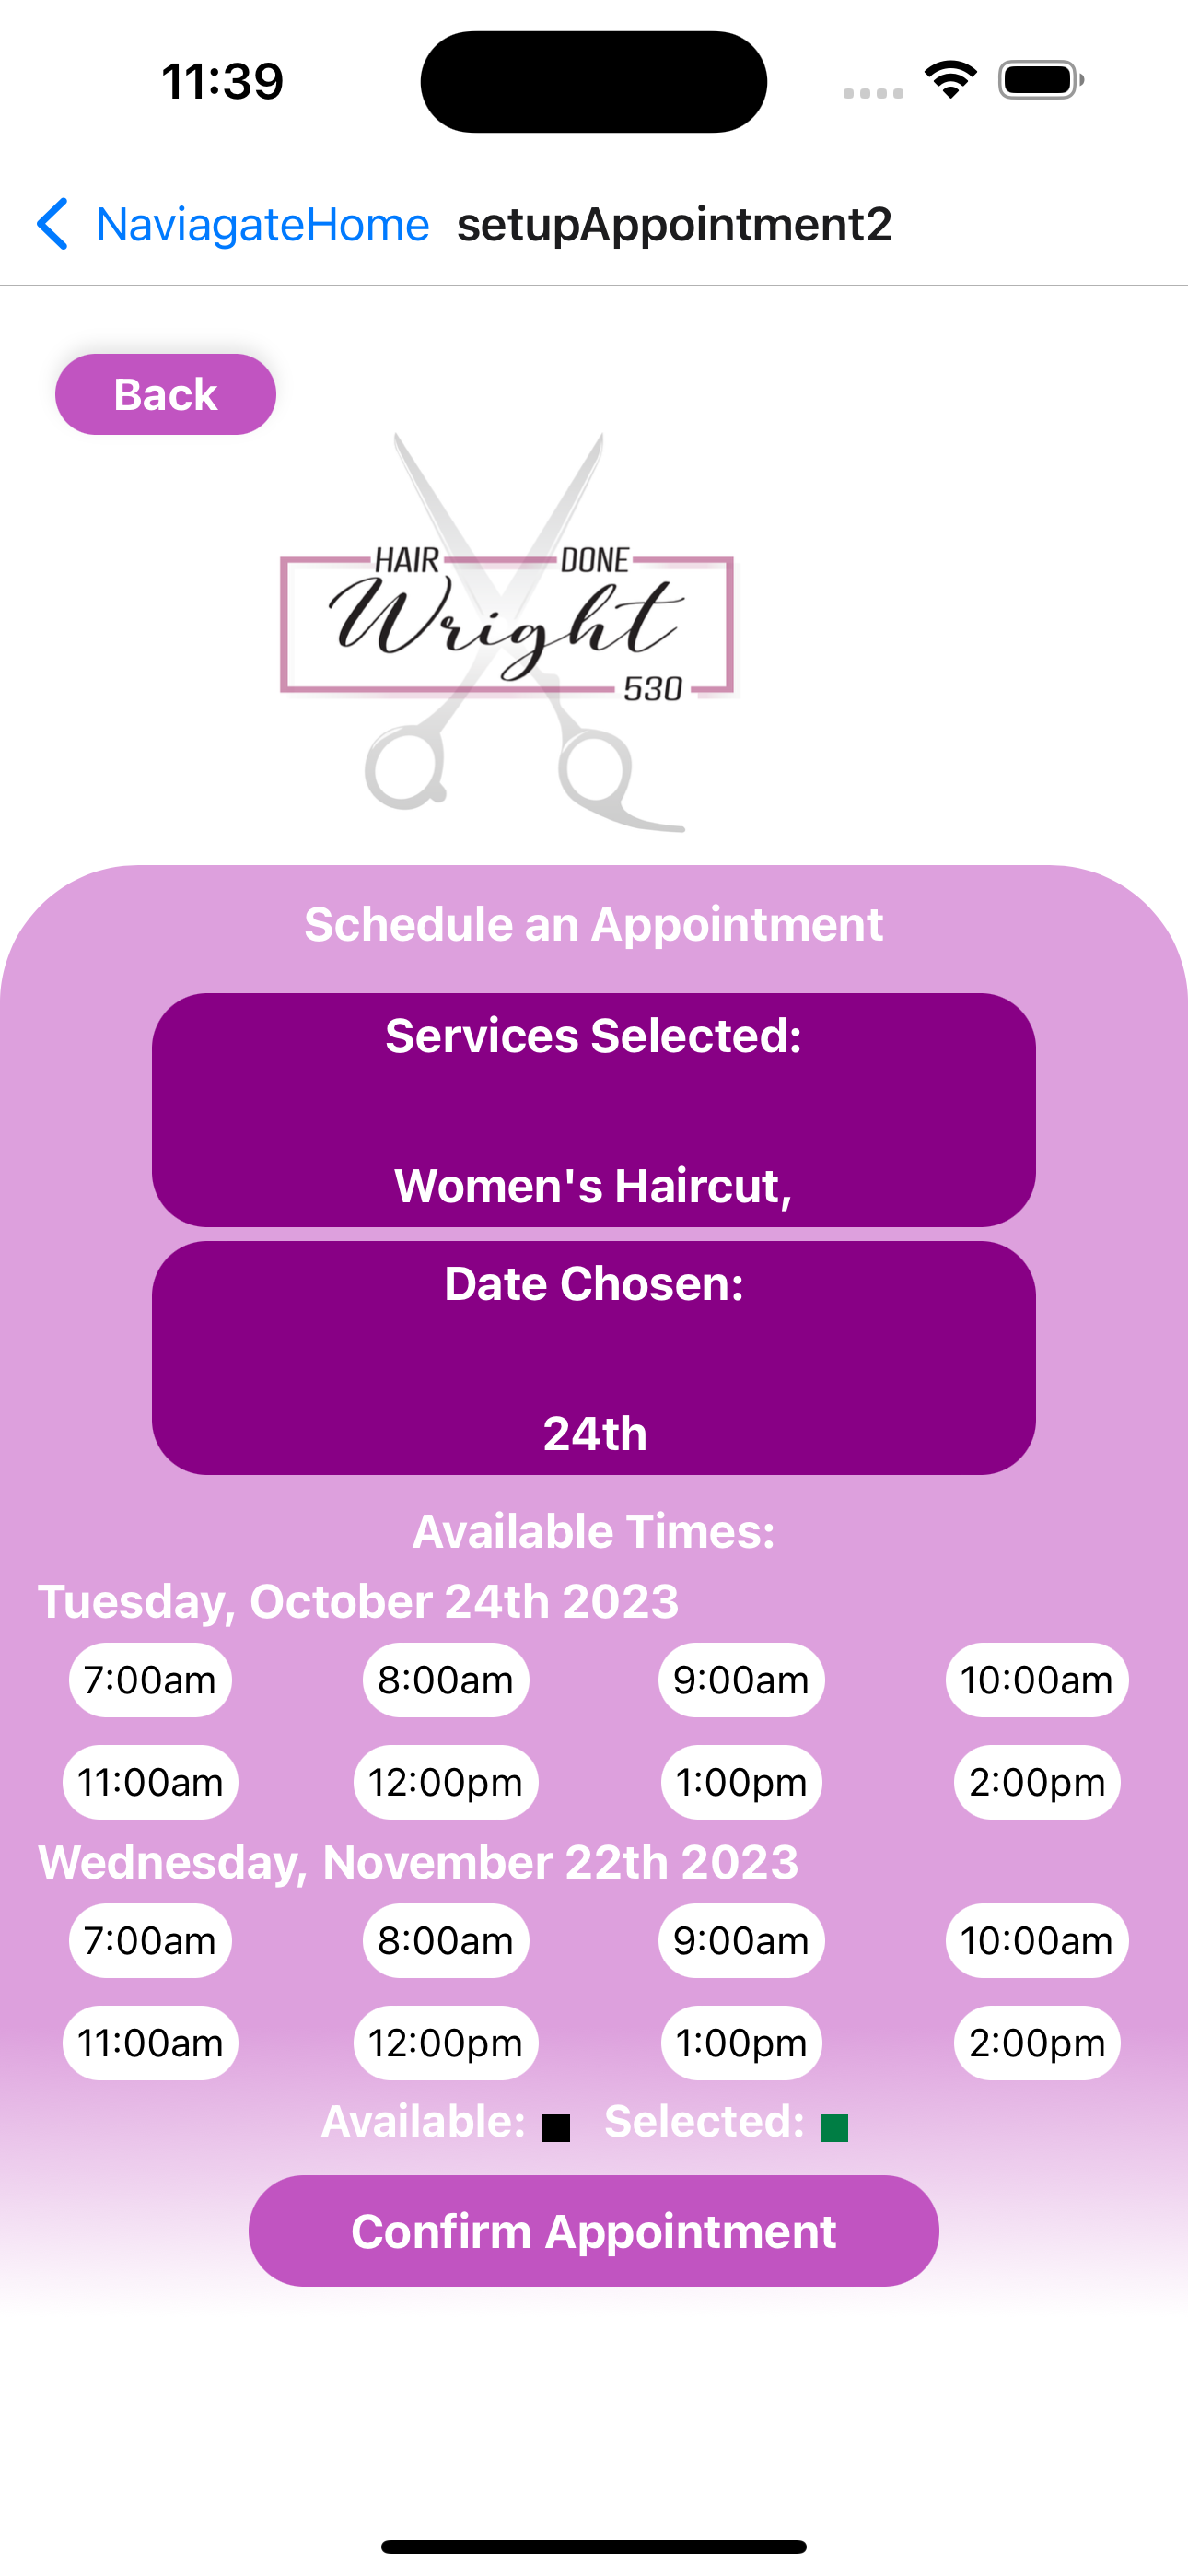 11:39
NaviagateHome setupAppointment2
Back
HAIR DONE
Wright
530
Schedule an Appointment
Services Selected:
Women's Haircut,
Date Chosen:
24th
Available Times:
Tuesday, October 24th 2023
7:00am 8:00am 9:00am 10:00am
11:00am 12:00pm 1:00pm 2:00pm
Wednesday, November 22th 2023
7:00am 8:00am 9:00am 10:00am
11:00am 12:00pm 1:00pm 2:00pm
Available: Selected:
Confirm Appointment